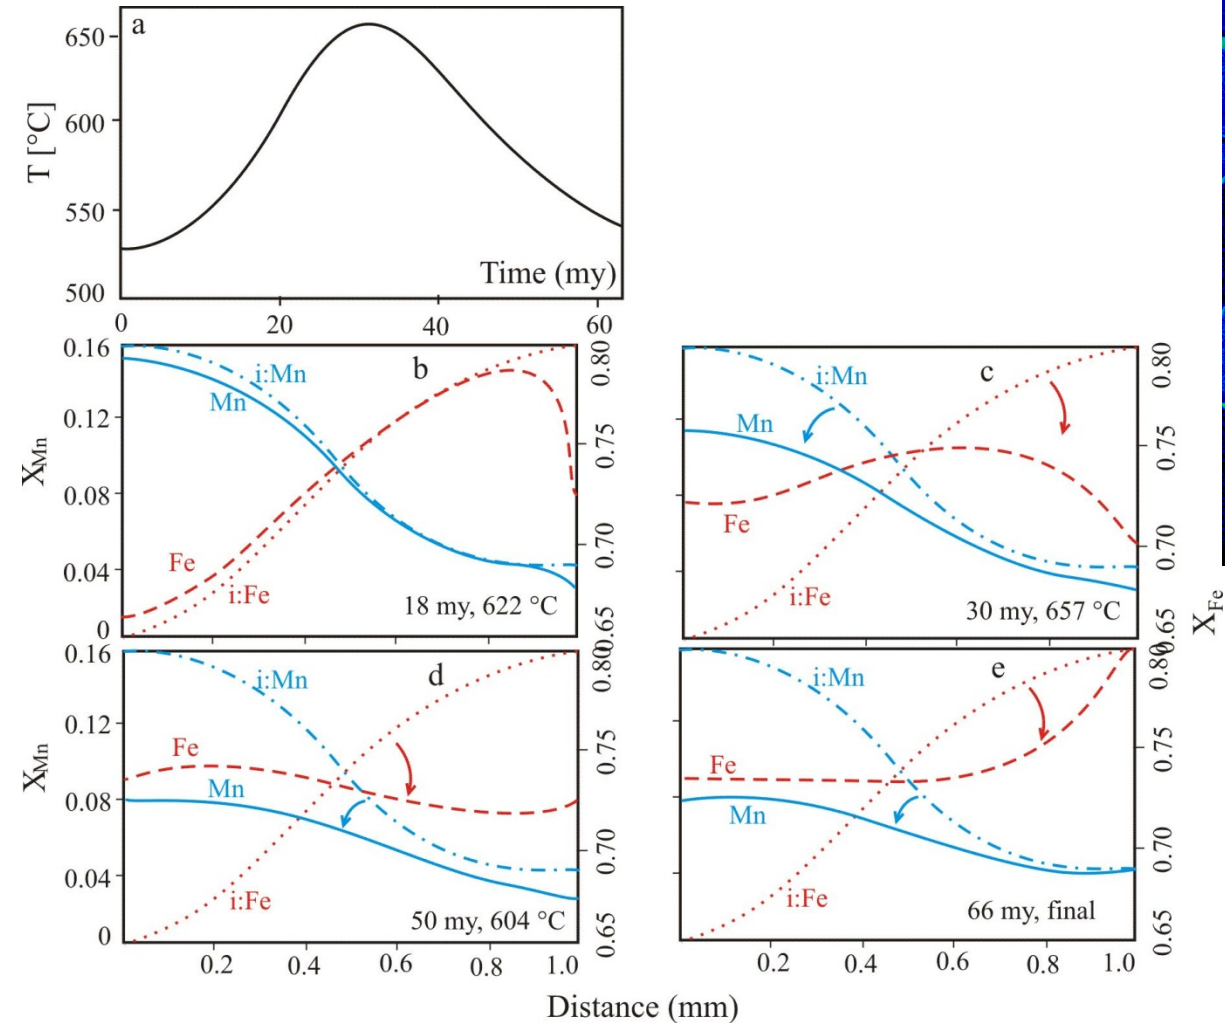 a
650
600
550
500
T [°C]
Time (my)
0 20 40 60
b
0.16
0.12
0.08
0.04
0
X_Mn
i:Mn
Mn
Fe
i:Fe
18 my, 622 °C
0.80
0.75
0.70
0.65
c
i:Mn
Mn
Fe
i:Fe
30 my, 657 °C
0.80
0.75
0.70
0.65
X_Fe
d
0.16
0.12
0.08
0.04
0
X_Mn
i:Mn
Fe
Mn
i:Fe
50 my, 604 °C
0.80
0.75
0.70
0.65
0.2 0.4 0.6 0.8 1.0
e
i:Mn
Fe
Mn
i:Fe
66 my, final
0.80
0.75
0.70
0.65
0.2 0.4 0.6 0.8 1.0
Distance (mm)